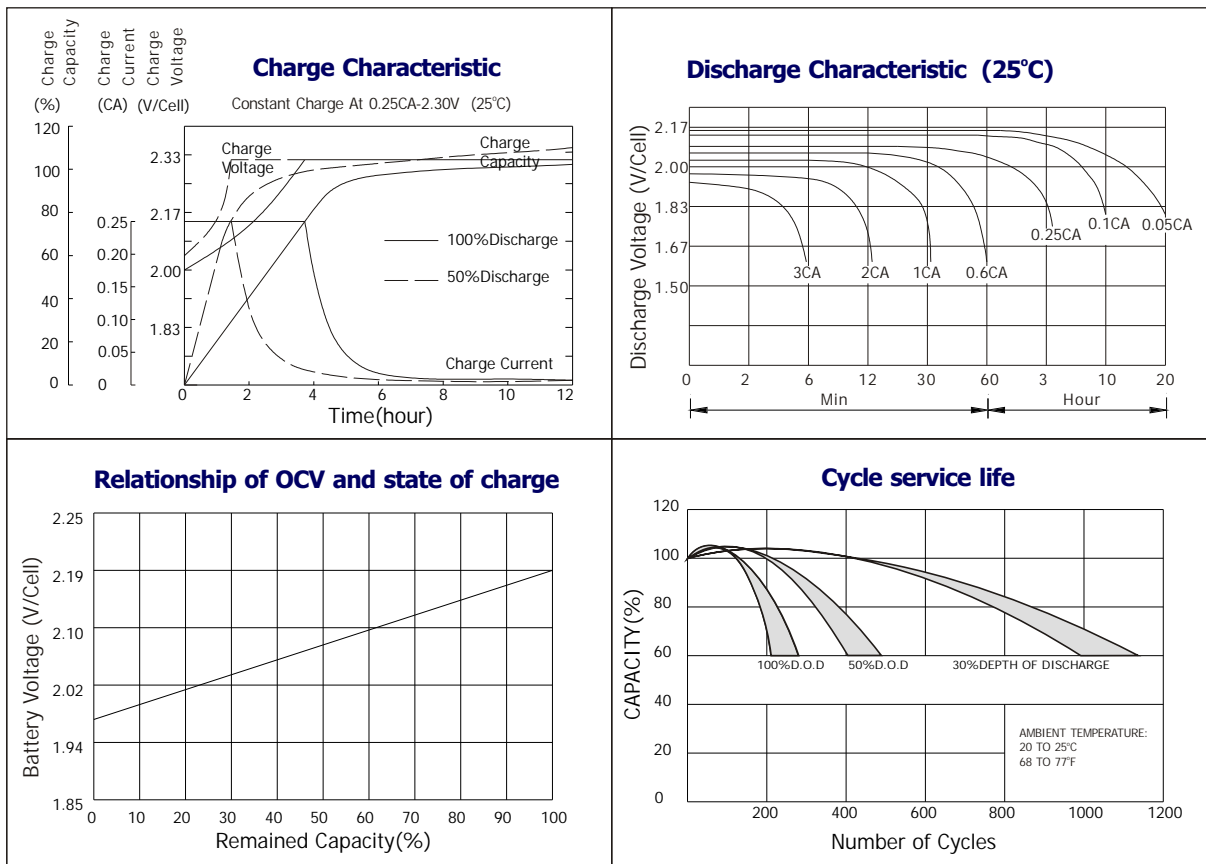 Charge
Capacity
Charge
Current
Charge
Voltage
(%)
(CA)
(V/Cell)
Charge Characteristic
Constant Charge At 0.25CA-2.30V (25°C)
120
100
80
60
40
20
0
0.25
0.20
0.15
0.10
0.05
0
2.33
2.17
2.00
1.83
Charge
Voltage
Charge
Capacity
100%Discharge
50%Discharge
Charge Current
0 2 4 6 8 10 12
Time(hour)
Discharge Characteristic (25°C)
Discharge Voltage (V/Cell)
2.17
2.00
1.83
1.67
1.50
3CA
2CA
1CA
0.6CA
0.25CA
0.1CA
0.05CA
0 2 6 12 30 60 3 10 20
Min
Hour
Relationship of OCV and state of charge
Battery Voltage (V/Cell)
2.25
2.19
2.10
2.02
1.94
1.85
0 10 20 30 40 50 60 70 80 90 100
Remained Capacity(%)
Cycle service life
CAPACITY(%)
120
100
80
60
40
20
0
100%D.O.D
50%D.O.D
30%DEPTH OF DISCHARGE
AMBIENT TEMPERATURE:
20 TO 25°C
68 TO 77°F
200 400 600 800 1000 1200
Number of Cycles